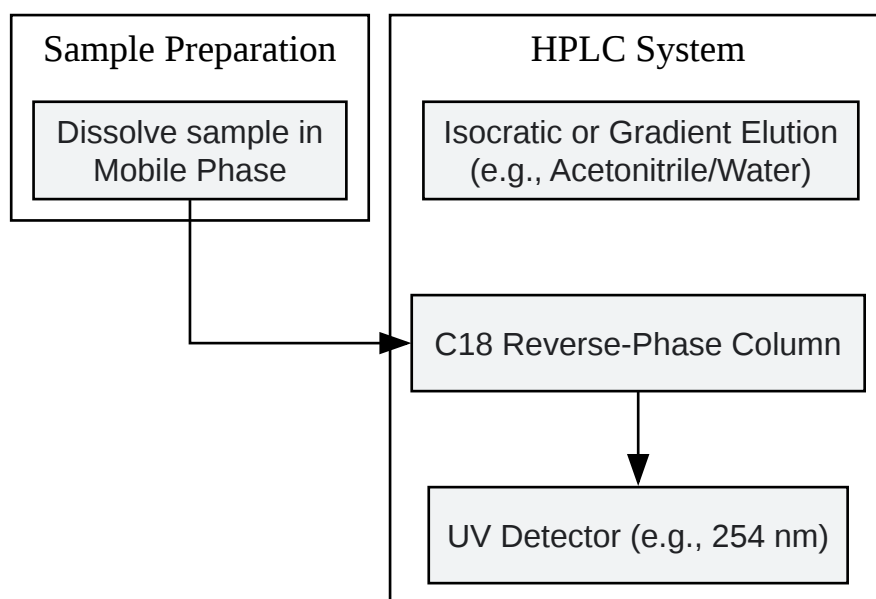 Sample Preparation
Dissolve sample in
Mobile Phase
HPLC System
Isocratic or Gradient Elution
(e.g., Acetonitrile/Water)
C18 Reverse-Phase Column
UV Detector (e.g., 254 nm)